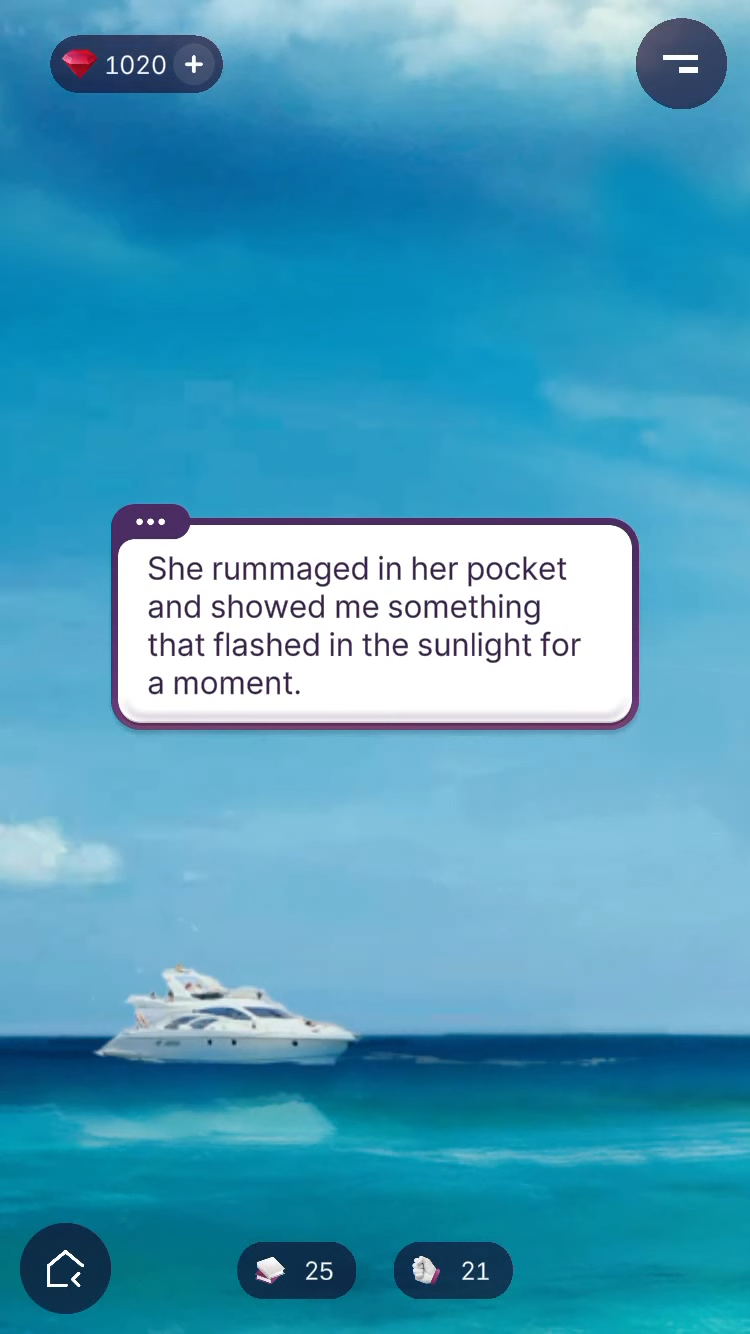 1020
She rummaged in her pocket
and showed me something
that flashed in the sunlight for
a moment.
25
21